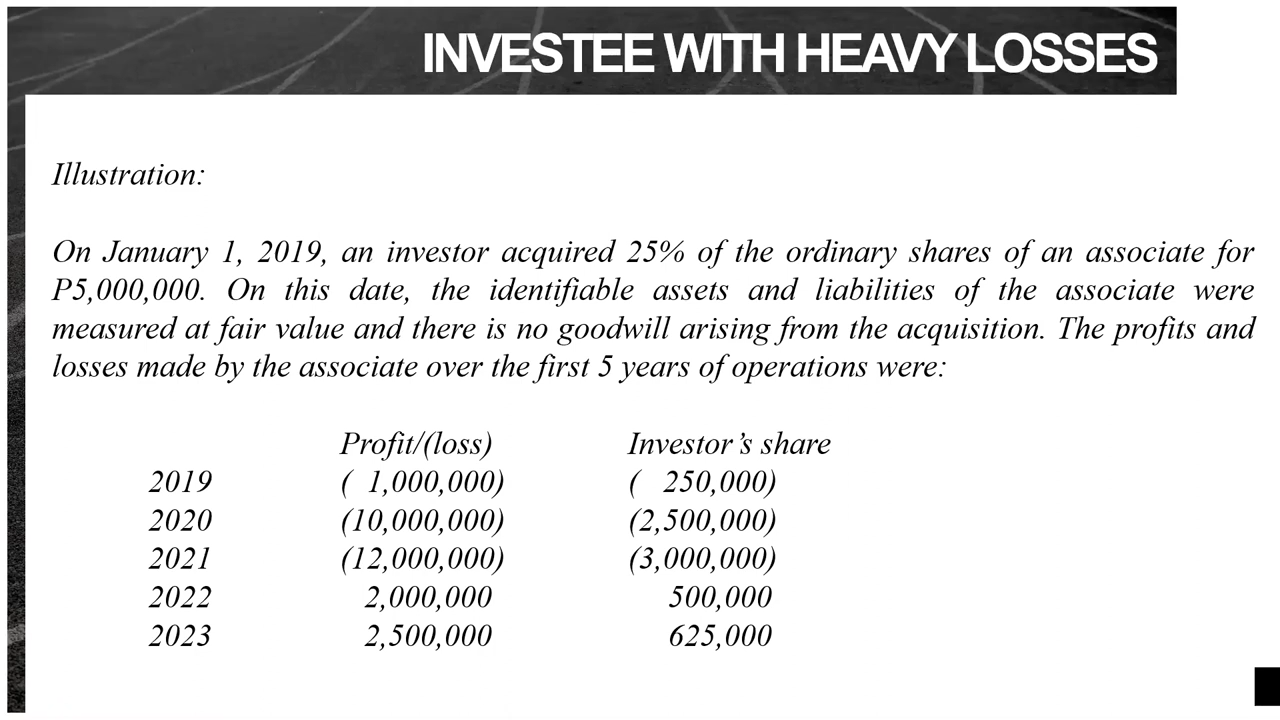 INVESTEE WITH HEAVY LOSSES
Illustration:
On January 1, 2019, an investor acquired 25% of the ordinary shares of an associate for
P5,000,000. On this date, the identifiable assets and liabilities of the associate were
measured at fair value and there is no goodwill arising from the acquisition. The profits and
losses made by the associate over the first 5 years of operations were:
Profit/(loss) Investor’s share
2019 ( 1,000,000) ( 250,000)
2020 (10,000,000) (2,500,000)
2021 (12,000,000) (3,000,000)
2022 2,000,000 500,000
2023 2,500,000 625,000